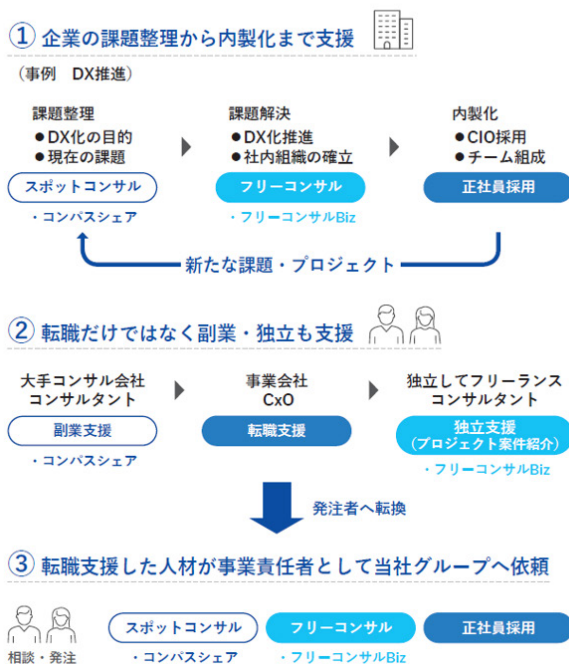 ① 企業の課題整理から内製化まで支援
（事例　DX推進）
課題整理
●DX化の目的
●現在の課題
スポットコンサル
・コンパスシェア
課題解決
●DX化推進
●社内組織の確立
フリーコンサル
・フリーコンサルBiz
内製化
●CIO採用
●チーム組成
正社員採用
新たな課題・プロジェクト
② 転職だけではなく副業・独立も支援
大手コンサル会社
コンサルタント
副業支援
・コンパスシェア
事業会社
CxO
転職支援
独立してフリーランス
コンサルタント
独立支援
（プロジェクト案件紹介）
・フリーコンサルBiz
発注者へ転換
③ 転職支援した人材が事業責任者として当社グループへ依頼
相談・発注
スポットコンサル
・コンパスシェア
フリーコンサル
・フリーコンサルBiz
正社員採用